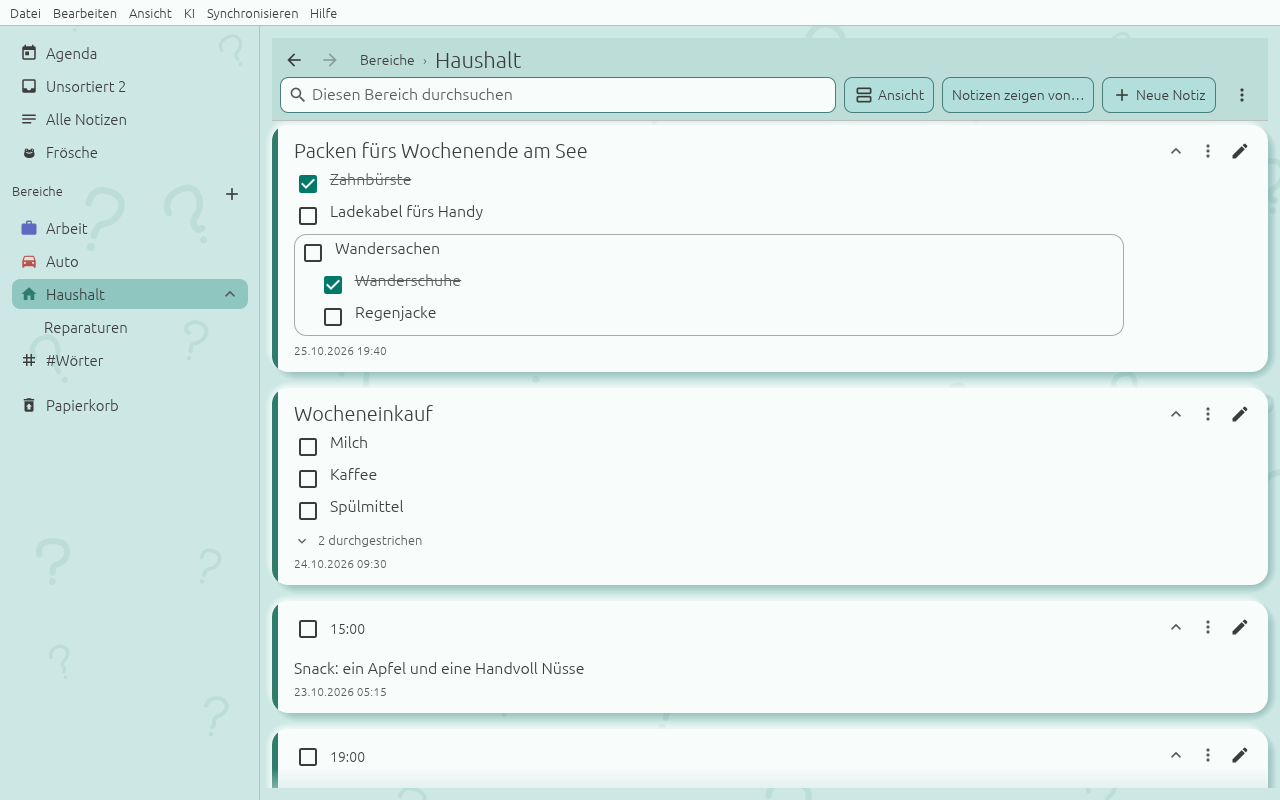 Datei Bearbeiten Ansicht KI Synchronisieren Hilfe
Agenda
Unsortiert 2
Alle Notizen
Frösche
Bereiche
Arbeit
Auto
Haushalt
Reparaturen
#Wörter
Papierkorb
Bereiche › Haushalt
Diesen Bereich durchsuchen
Ansicht
Notizen zeigen von…
Neue Notiz
Packen fürs Wochenende am See
Zahnbürste
Ladekabel fürs Handy
Wandersachen
Wanderschuhe
Regenjacke
25.10.2026 19:40
Wocheneinkauf
Milch
Kaffee
Spülmittel
2 durchgestrichen
24.10.2026 09:30
15:00
Snack: ein Apfel und eine Handvoll Nüsse
23.10.2026 05:15
19:00